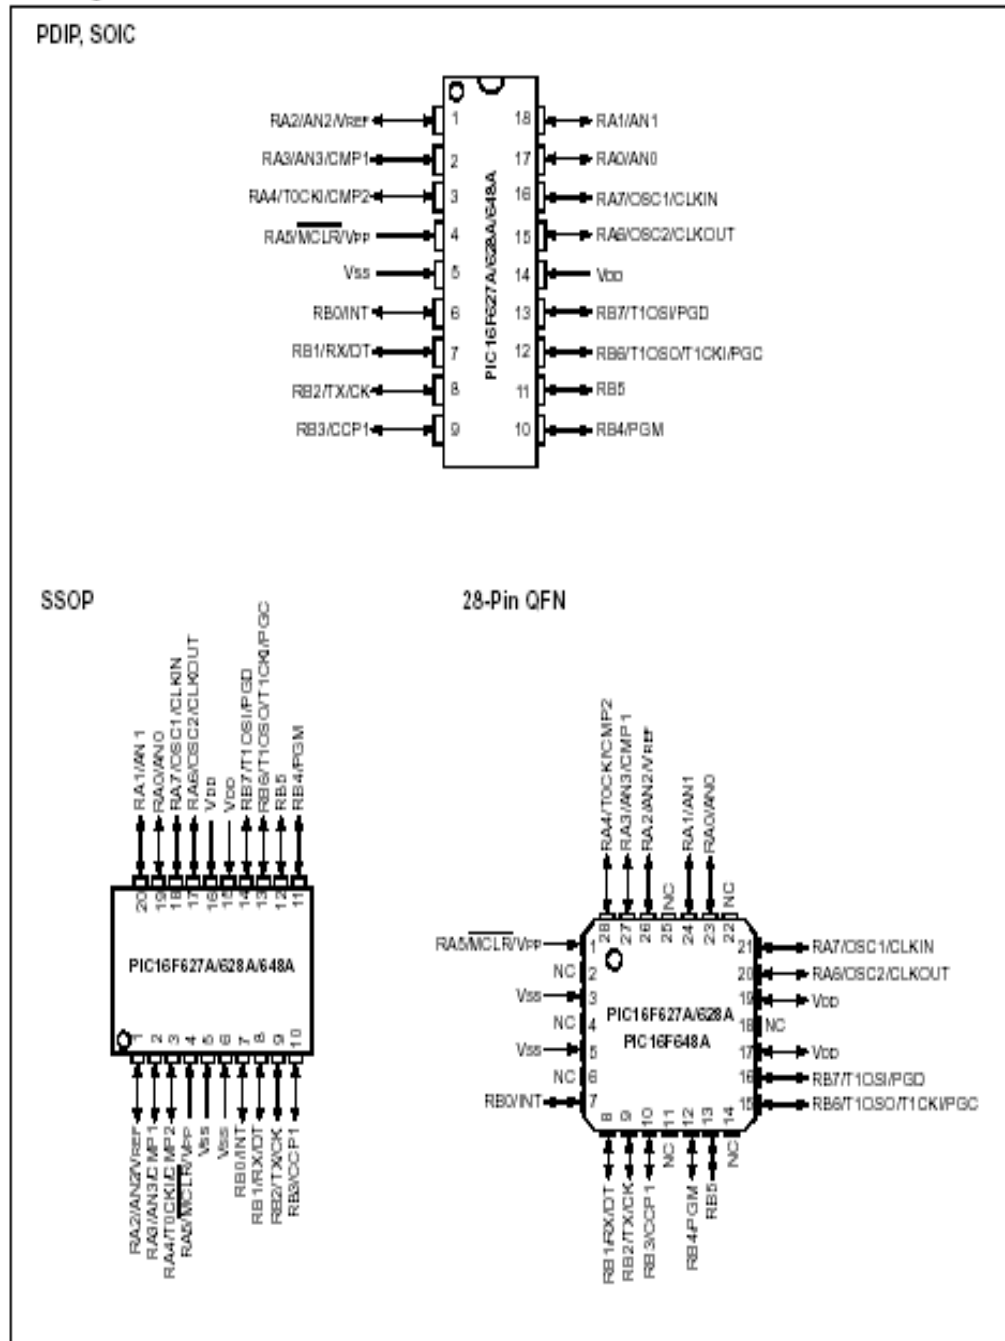 PDIP, SOIC
RA2/AN2/VREF 1 18 RA1/AN1
RA3/AN3/CMP1 2 17 RA0/AN0
RA4/T0CKI/CMP2 3 16 RA7/OSC1/CLKIN
RA5/MCLR/VPP 4 15 RA6/OSC2/CLKOUT
VSS 5 14 VDD
RB0/INT 6 13 RB7/T1OSI/PGD
RB1/RX/DT 7 12 RB6/T1OSO/T1CKI/PGC
RB2/TX/CK 8 11 RB5
RB3/CCP1 9 10 RB4/PGM
PIC16F627A/628A/648A
SSOP
RA1/AN1
RA0/AN0
RA7/OSC1/CLKIN
RA6/OSC2/CLKOUT
VDD
VDD
RB7/T1OSI/PGD
RB6/T1OSO/T1CKI/PGC
RB5
RB4/PGM
20 19 18 17 16 15 14 13 12 11
PIC16F627A/628A/648A
1 2 3 4 5 6 7 8 9 10
RA2/AN2/VREF
RA3/AN3/CMP1
RA4/T0CKI/CMP2
RA5/MCLR/VPP
VSS
VSS
RB0/INT
RB1/RX/DT
RB2/TX/CK
RB3/CCP1
28-Pin QFN
RA4/T0CKI/CMP2
RA3/AN3/CMP1
RA2/AN2/VREF
NC
RA1/AN1
RA0/AN0
NC
28 27 26 25 24 23 22
RA5/MCLR/VPP 1 21 RA7/OSC1/CLKIN
NC 2 20 RA6/OSC2/CLKOUT
VSS 3 19 VDD
NC 4 18 NC
VSS 5 17 VDD
NC 6 16 RB7/T1OSI/PGD
RB0/INT 7 15 RB6/T1OSO/T1CKI/PGC
PIC16F627A/628A
PIC16F648A
8 9 10 11 12 13 14
RB1/RX/DT
RB2/TX/CK
RB3/CCP1
NC
RB4/PGM
RB5
NC